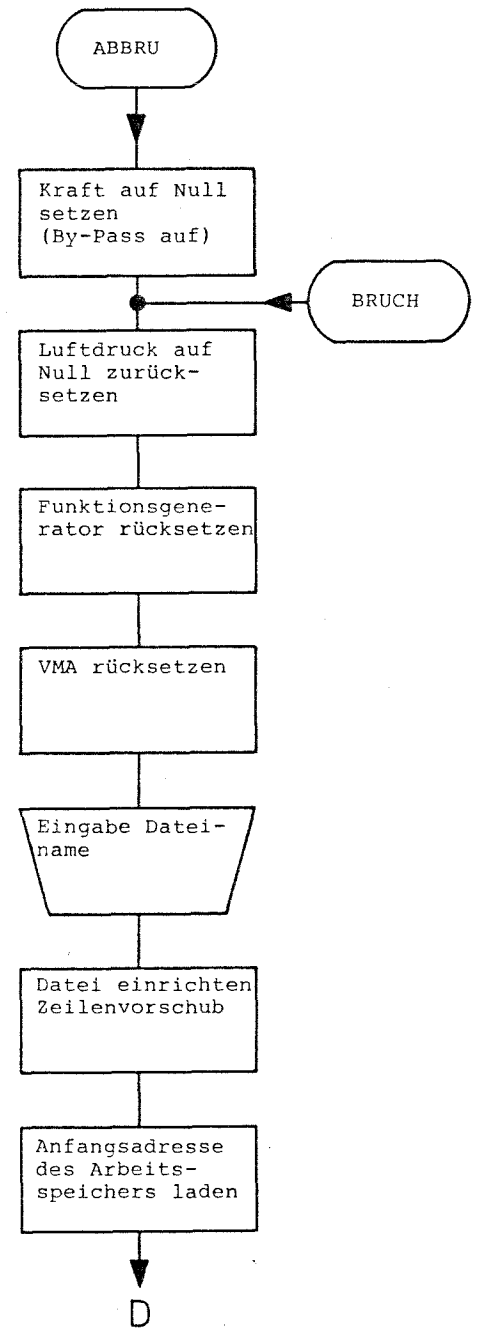 ABBRU
Kraft auf Null
setzen
(By-Pass auf)
BRUCH
Luftdruck auf
Null zurück-
setzen
Funktionsgene-
rator rücksetzen
VMA rücksetzen
Eingabe Datei-
name
Datei einrichten
Zeilenvorschub
Anfangsadresse
des Arbeits-
speichers laden
D